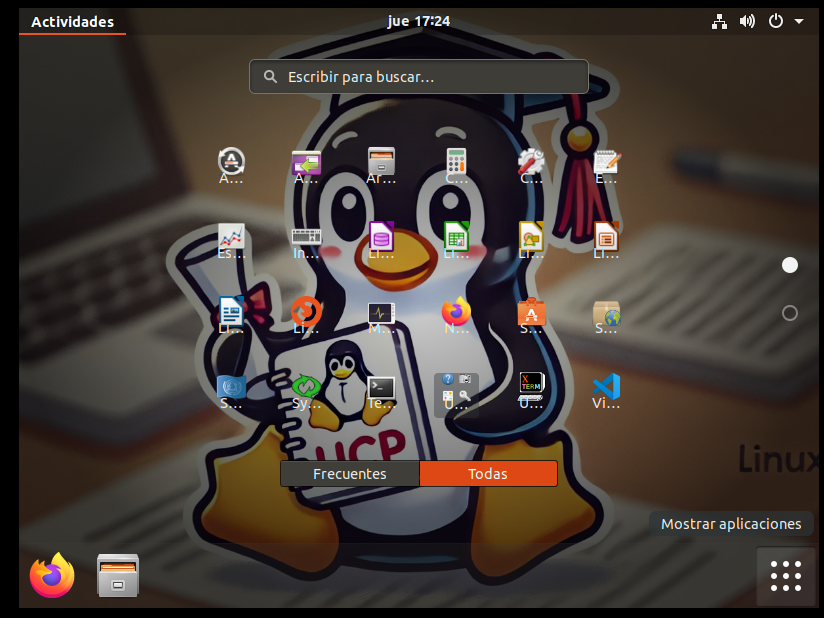 Actividades
jue 17:24
Escribir para buscar...
A...
A...
Ar...
C...
C...
E...
Es...
In...
Li...
Li...
Li...
Li...
Li...
Li...
M...
N...
S...
S...
S...
Sy...
Te...
U...
X
TERM
U...
Vi...
UCP
Linux
Frecuentes
Todas
Mostrar aplicaciones